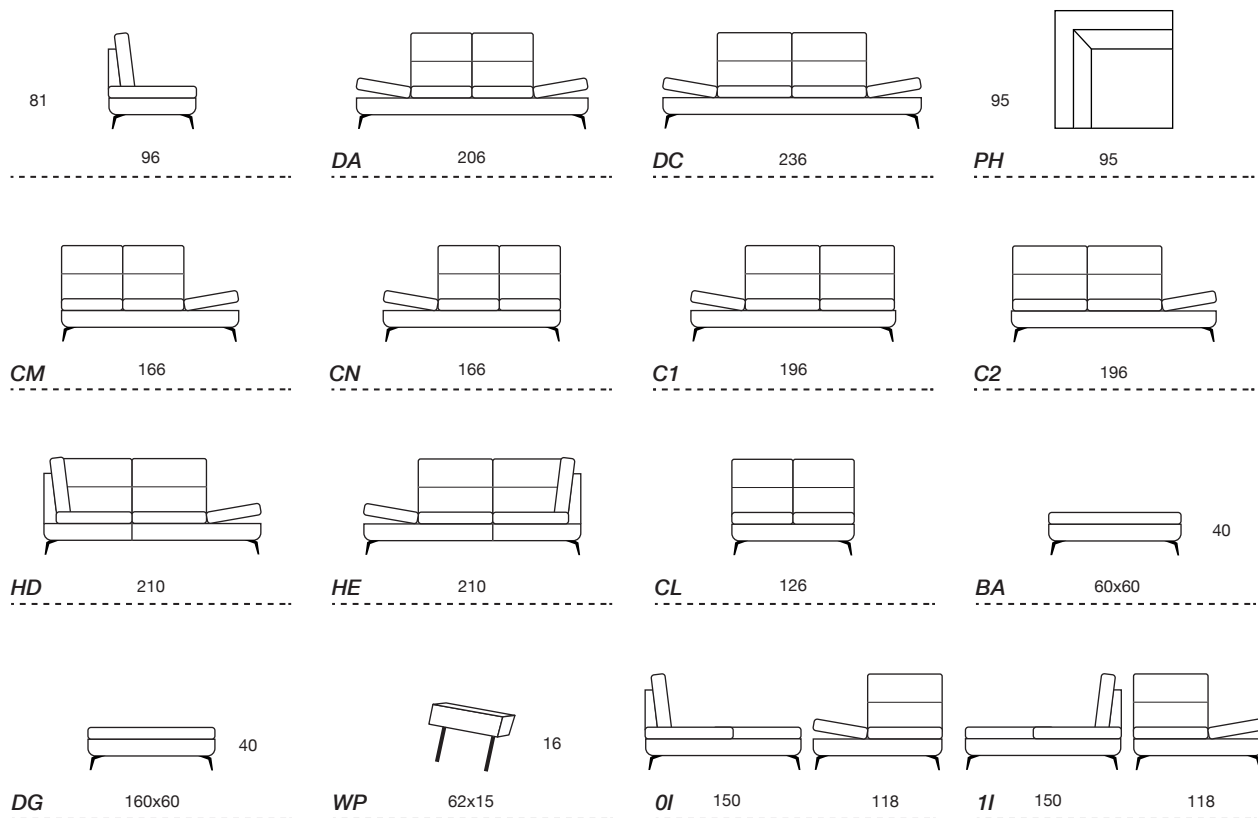 81
96
DA 206
DC 236
95
PH 95
CM 166
CN 166
C1 196
C2 196
HD 210
HE 210
CL 126
40
BA 60x60
40
DG 160x60
16
WP 62x15
0I 150 118
1I 150 118